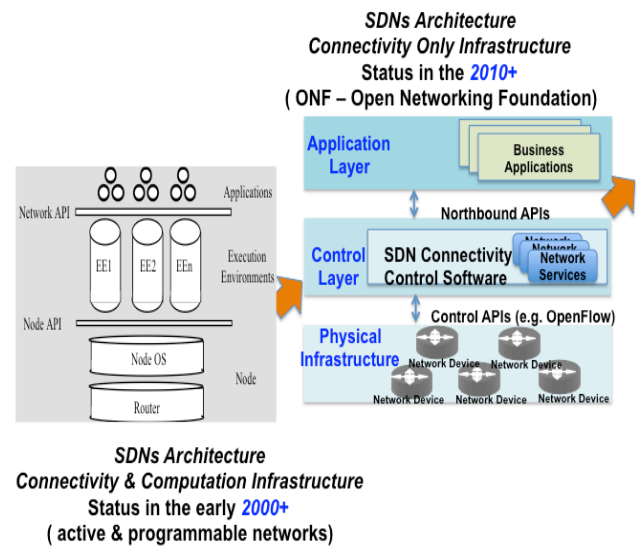 SDNs Architecture
Connectivity Only Infrastructure
Status in the 2010+
( ONF – Open Networking Foundation)
Application
Layer
Business
Applications
Northbound APIs
Control
Layer
SDN Connectivity
Control Software
Network
Network
Network
Services
Control APIs (e.g. OpenFlow)
Physical
Infrastructure
Network Device
Network Device
Network Device
Network Device
Network Device
Applications
Network API
EE1
EE2
EEn
Execution
Environments
Node API
Node OS
Node
Router
SDNs Architecture
Connectivity & Computation Infrastructure
Status in the early 2000+
( active & programmable networks)